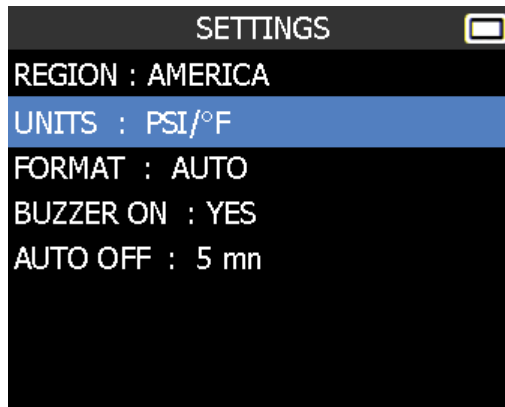 SETTINGS
REGION : AMERICA
UNITS : PSI/°F
FORMAT : AUTO
BUZZER ON : YES
AUTO OFF : 5 mn